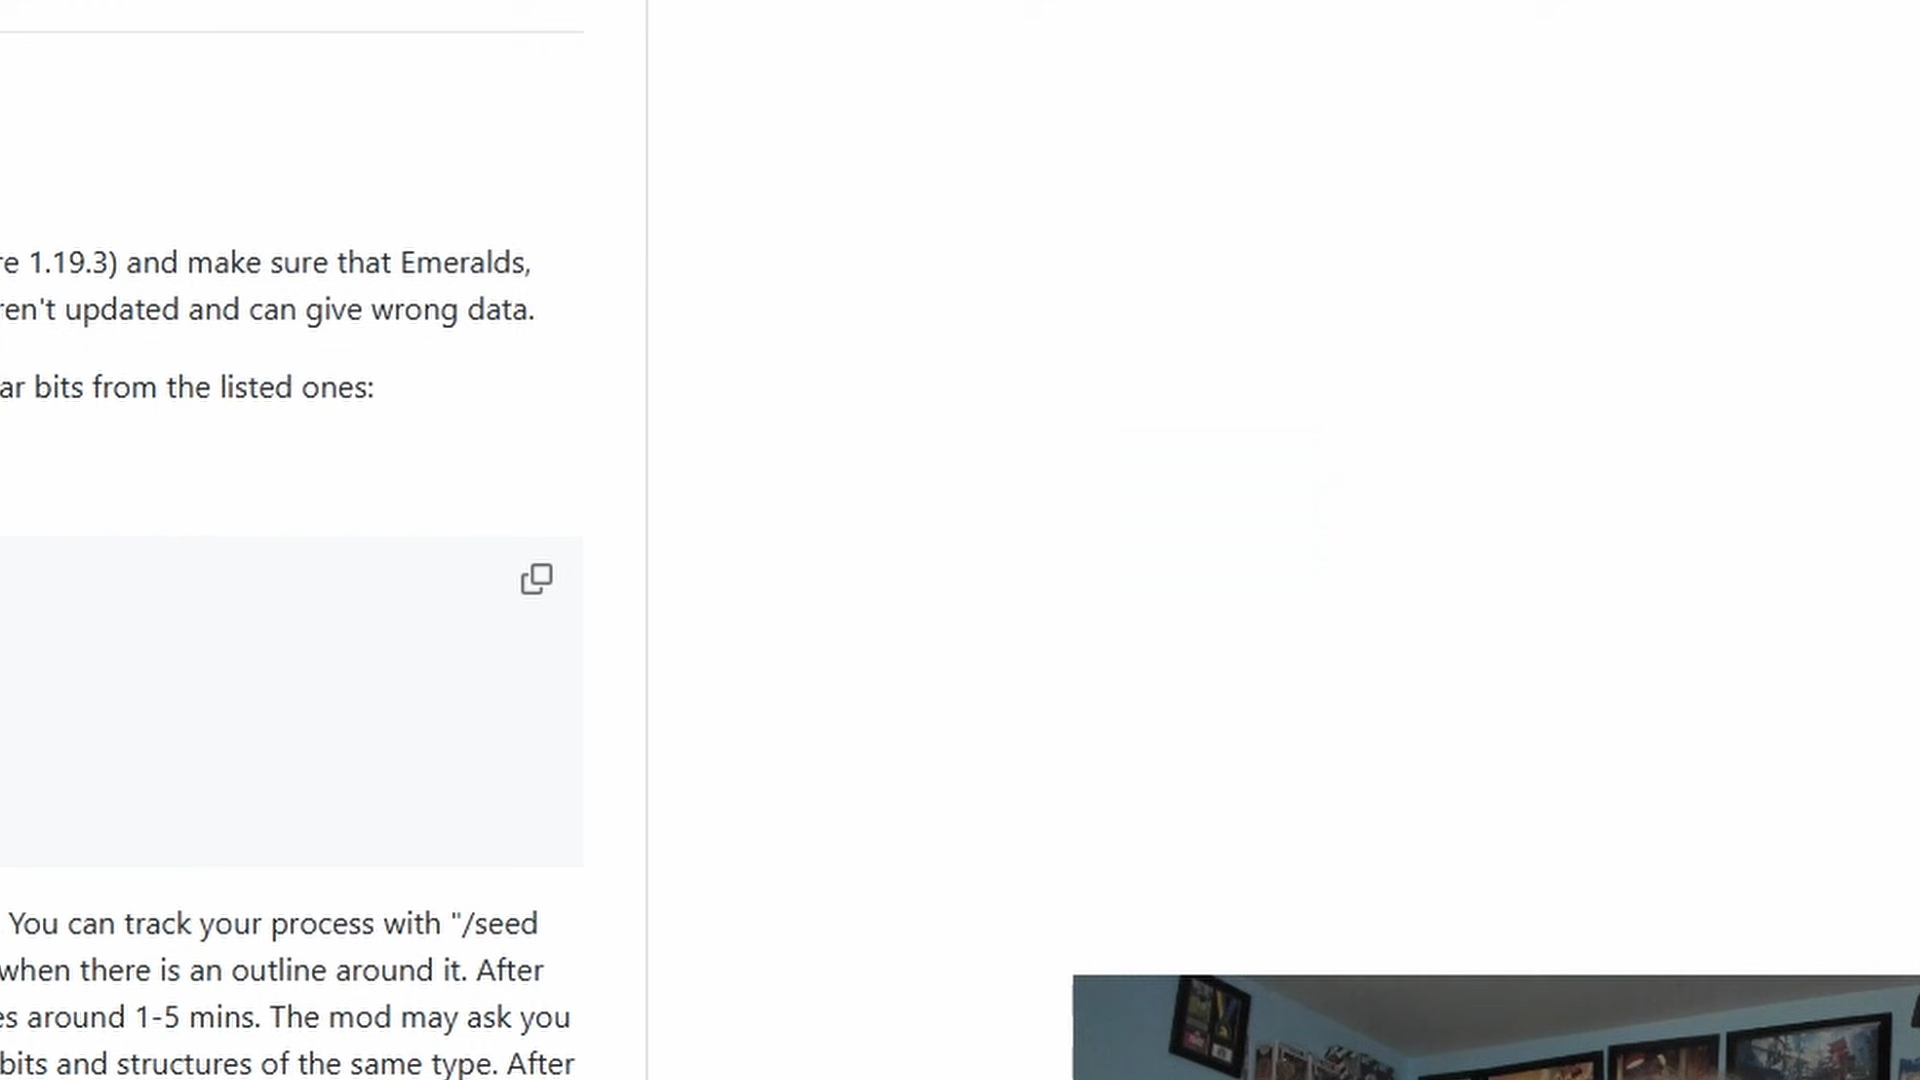 1.19.3) and make sure that Emeralds,
ren't updated and can give wrong data.
ar bits from the listed ones:
You can track your process with "/seed
when there is an outline around it. After
es around 1-5 mins. The mod may ask you
bits and structures of the same type. After